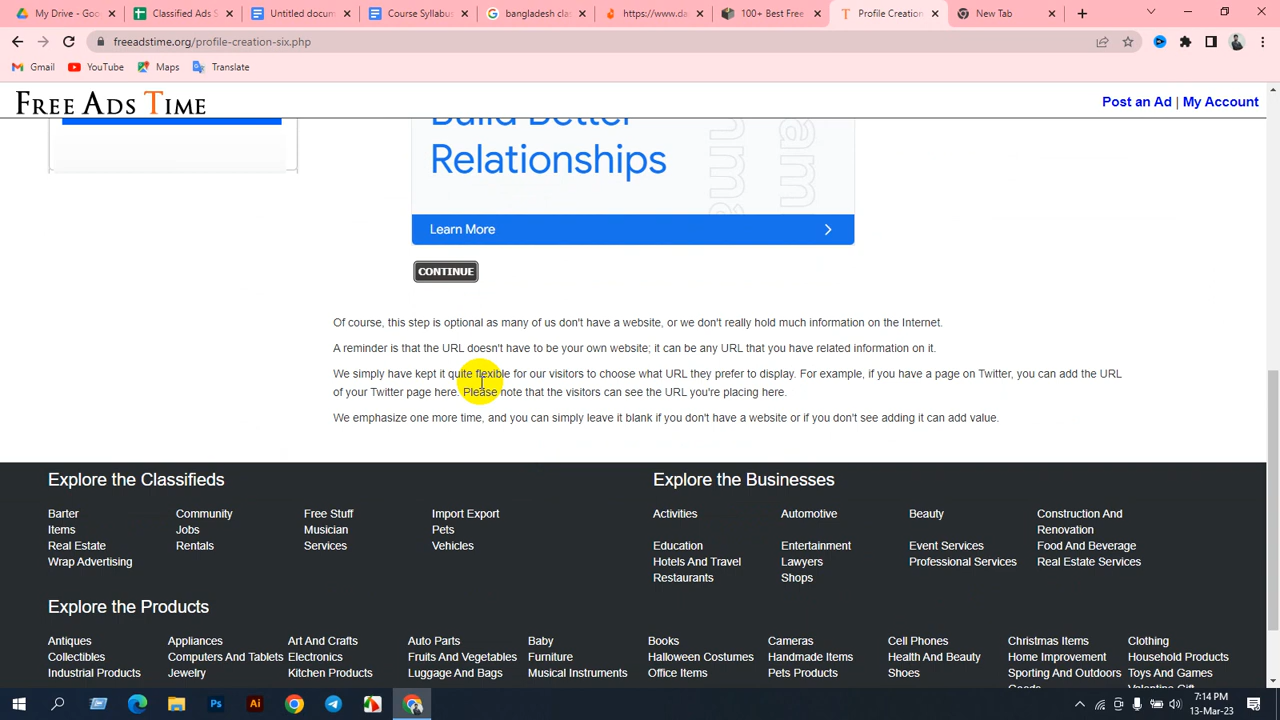 My Drive - Goo
Classified Ads S
Untitled docum
Course Syllabu
bangladesh cla
https://www.da
100+ Best Free
Profile Creation
New Tab
freeadstime.org/profile-creation-six.php
Gmail
YouTube
Maps
Translate
FREE ADS TIME
Post an Ad | My Account
Build Better
Relationships
Learn More
CONTINUE
Of course, this step is optional as many of us don't have a website, or we don't really hold much information on the Internet.
A reminder is that the URL doesn't have to be your own website; it can be any URL that you have related information on it.
We simply have kept it quite flexible for our visitors to choose what URL they prefer to display. For example, if you have a page on Twitter, you can add the URL
of your Twitter page here. Please note that the visitors can see the URL you're placing here.
We emphasize one more time, and you can simply leave it blank if you don't have a website or if you don't see adding it can add value.
Explore the Classifieds
Barter Community Free Stuff Import Export
Items Jobs Musician Pets
Real Estate Rentals Services Vehicles
Wrap Advertising
Explore the Businesses
Activities Automotive Beauty Construction And
Renovation
Education Entertainment Event Services Food And Beverage
Hotels And Travel Lawyers Professional Services Real Estate Services
Restaurants Shops
Explore the Products
Antiques Appliances Art And Crafts Auto Parts Baby Books Cameras Cell Phones Christmas Items Clothing
Collectibles Computers And Tablets Electronics Fruits And Vegetables Furniture Halloween Costumes Handmade Items Health And Beauty Home Improvement Household Products
Industrial Products Jewelry Kitchen Products Luggage And Bags Musical Instruments Office Items Pets Products Shoes Sporting And Outdoors Toys And Games
7:14 PM
13-Mar-23